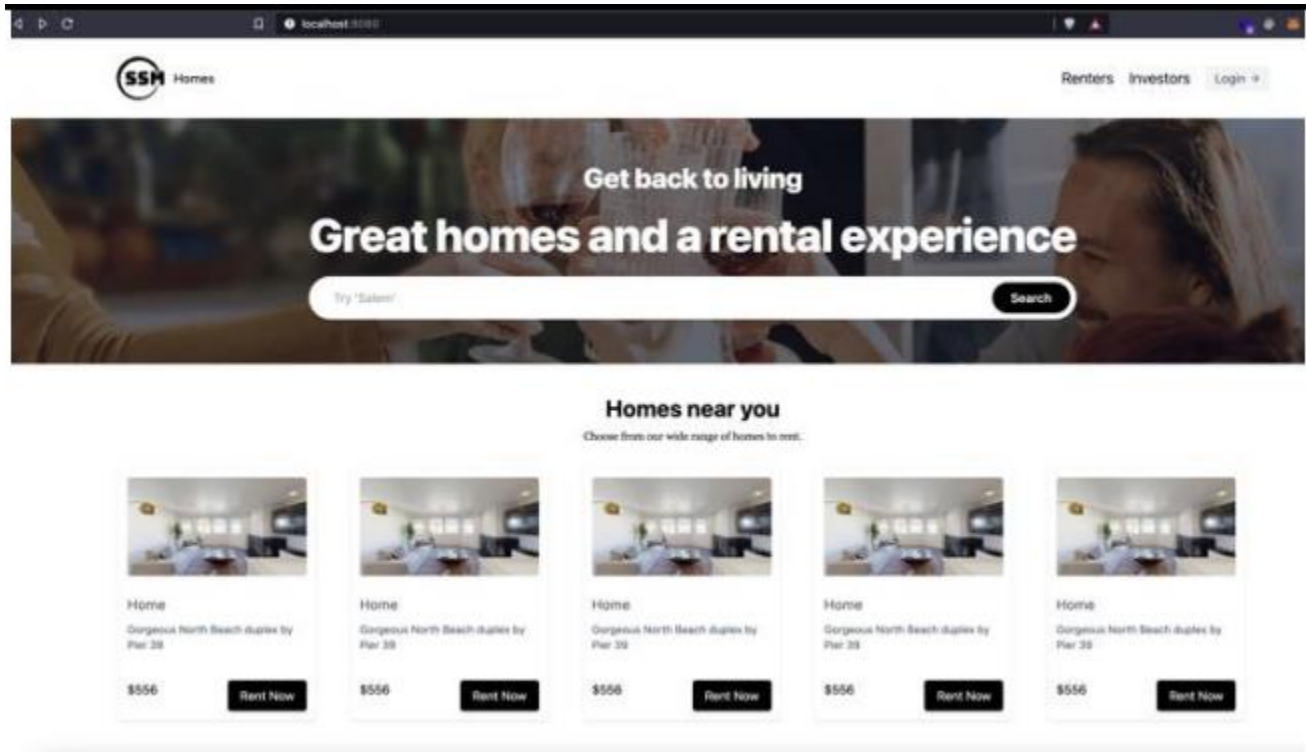 localhost:8080
SSM Homes
Renters Investors Login →
Get back to living
Great homes and a rental experience
Try 'Salem'
Search
Homes near you
Choose from our wide range of homes to rent.
Home
Gorgeous North Beach duplex by
Pier 39
$556
Rent Now
Home
Gorgeous North Beach duplex by
Pier 39
$556
Rent Now
Home
Gorgeous North Beach duplex by
Pier 39
$556
Rent Now
Home
Gorgeous North Beach duplex by
Pier 39
$556
Rent Now
Home
Gorgeous North Beach duplex by
Pier 39
$556
Rent Now